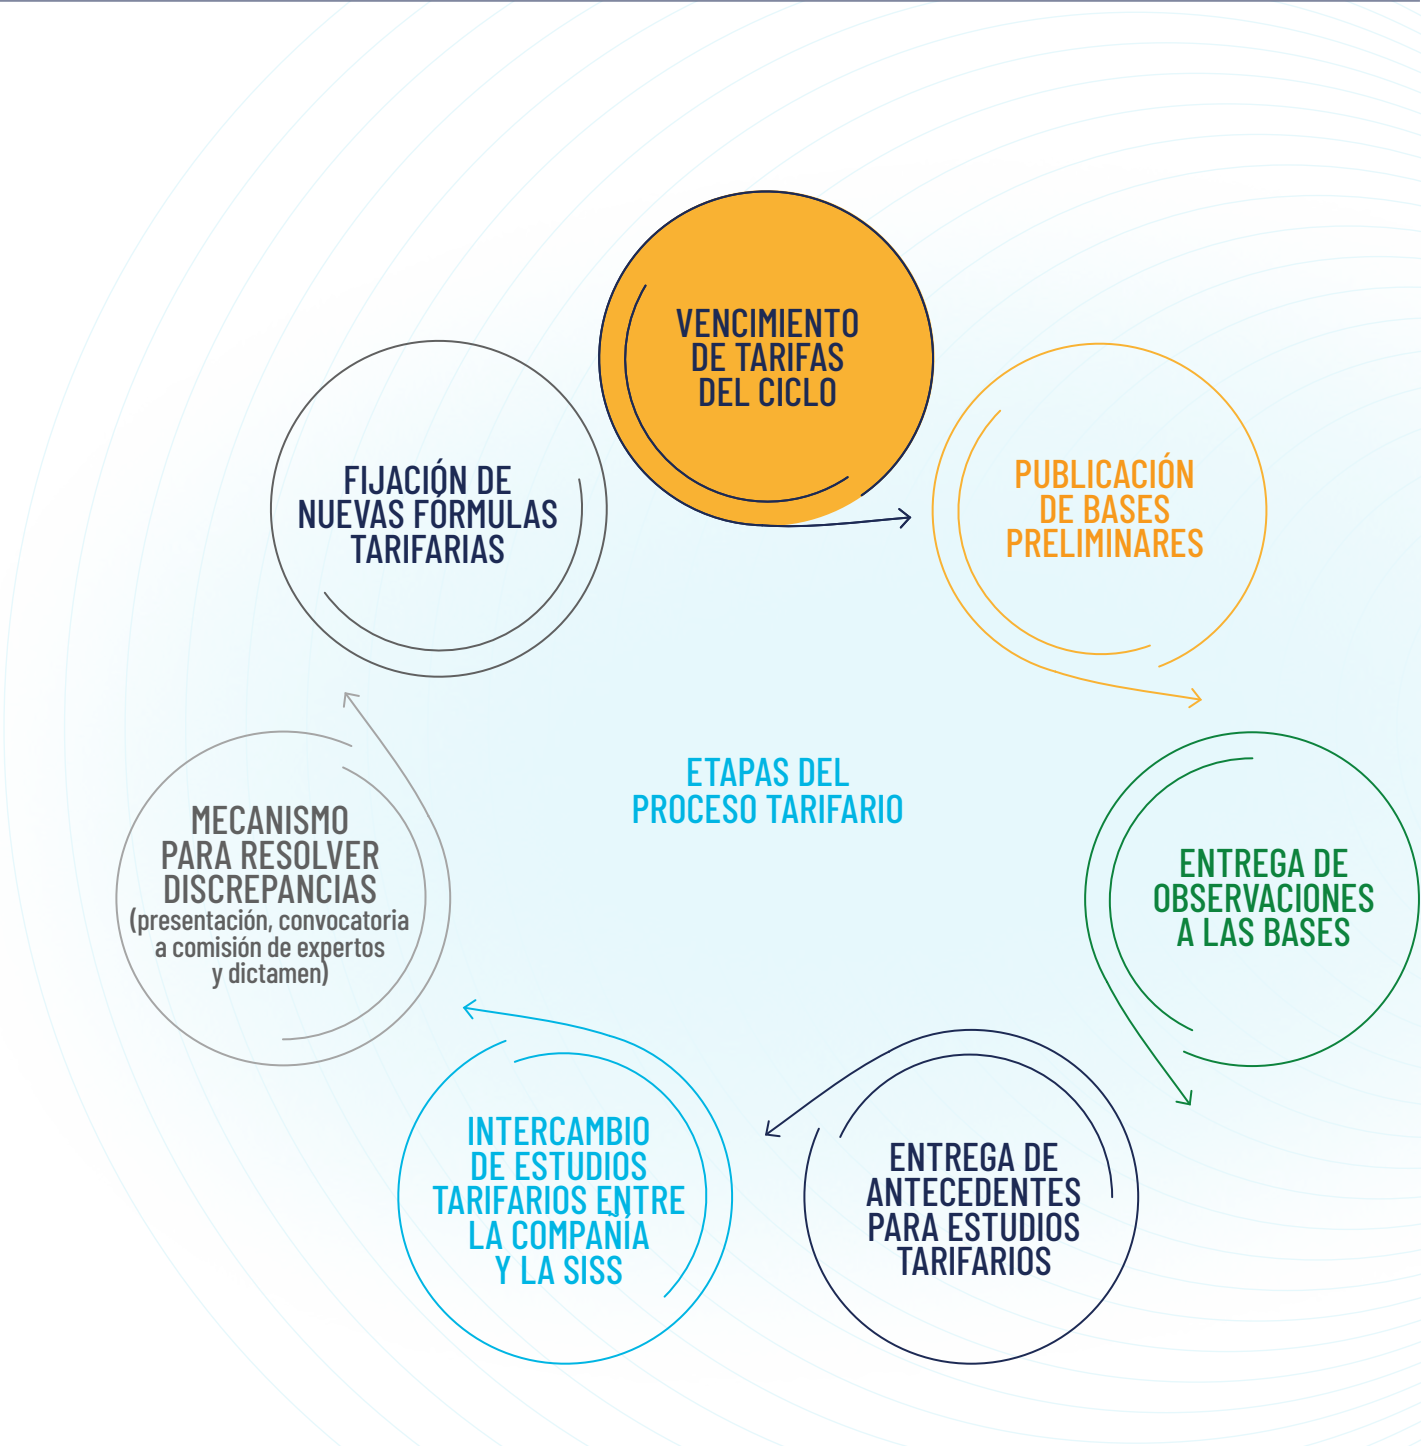 VENCIMIENTO
DE TARIFAS
DEL CICLO
PUBLICACIÓN
DE BASES
PRELIMINARES
ENTREGA DE
OBSERVACIONES
A LAS BASES
ENTREGA DE
ANTECEDENTES
PARA ESTUDIOS
TARIFARIOS
INTERCAMBIO
DE ESTUDIOS
TARIFARIOS ENTRE
LA COMPAÑÍA
Y LA SISS
MECANISMO
PARA RESOLVER
DISCREPANCIAS
(presentación, convocatoria
a comisión de expertos
y dictamen)
FIJACIÓN DE
NUEVAS FÓRMULAS
TARIFARIAS
ETAPAS DEL
PROCESO TARIFARIO